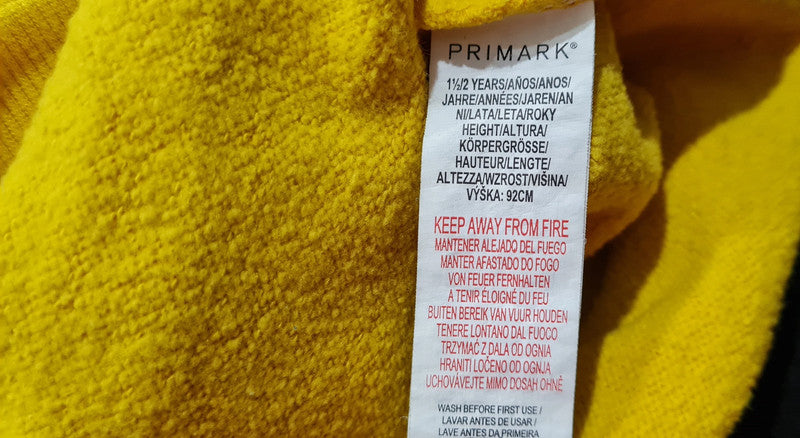 PRIMARK®
1½/2 YEARS/AÑOS/ANOS/
JAHRE/ANNÉES/JAREN/AN
NI/LATA/LETA/ROKY
HEIGHT/ALTURA/
KÖRPERGRÖSSE/
HAUTEUR/LENGTE/
ALTEZZA/WZROST/VIŠINA/
VÝŠKA: 92CM
KEEP AWAY FROM FIRE
MANTENER ALEJADO DEL FUEGO
MANTER AFASTADO DO FOGO
VON FEUER FERNHALTEN
A TENIR ÉLOIGNÉ DU FEU
BUITEN BEREIK VAN VUUR HOUDEN
TENERE LONTANO DAL FUOCO
TRZYMAĆ Z DALA OD OGNIA
HRANITI LOČENO OD OGNJA
UCHOVÁVEJTE MIMO DOSAH OHNĚ
WASH BEFORE FIRST USE /
LAVAR ANTES DE USAR /
LAVE ANTES DA PRIMEIRA